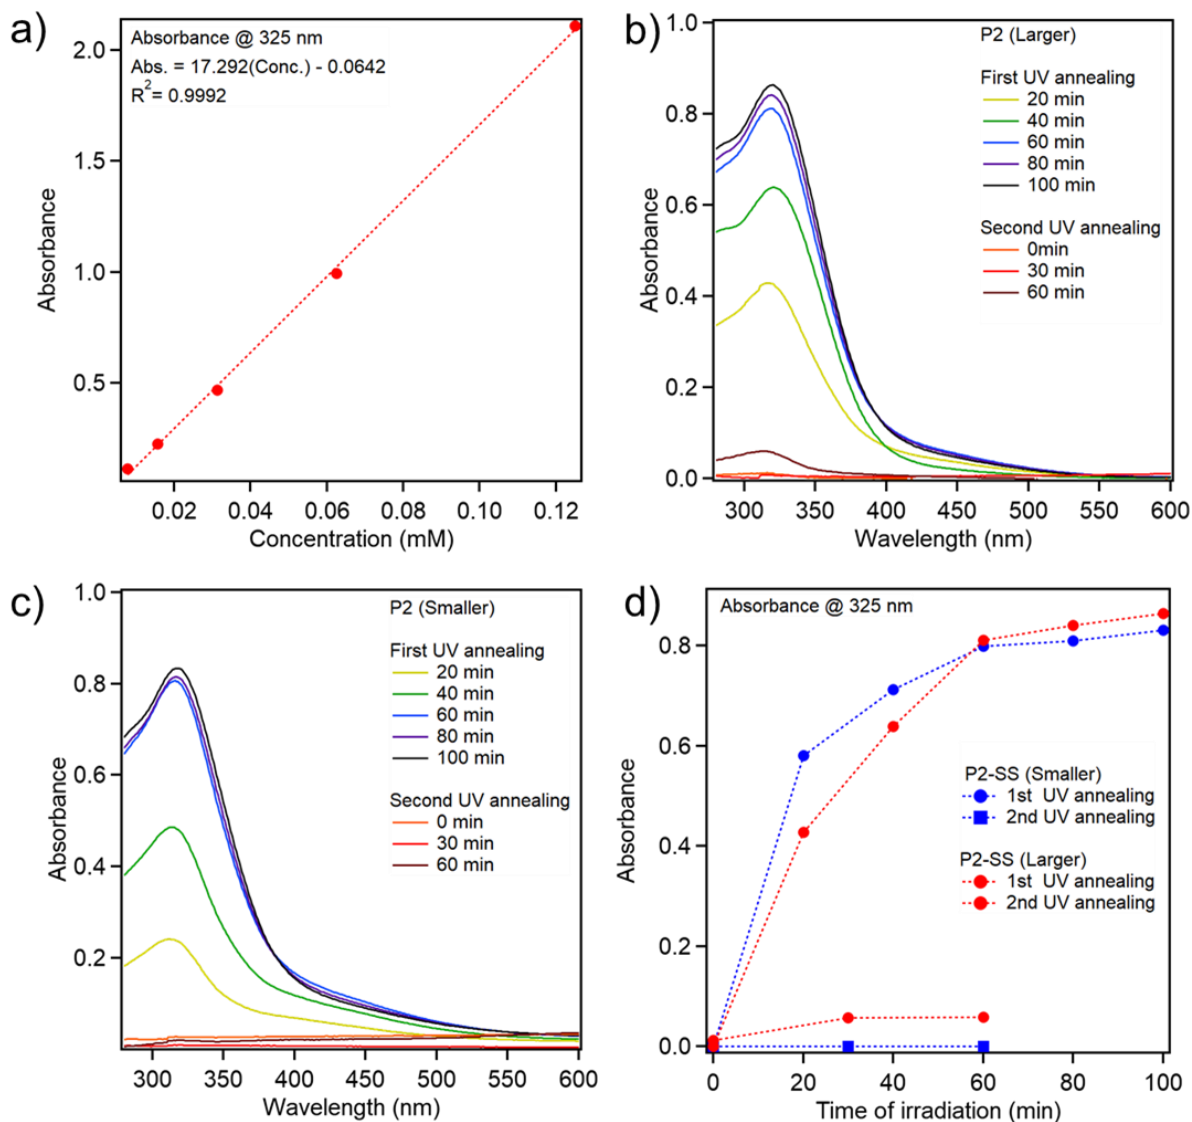 a)
Absorbance @ 325 nm
Abs. = 17.292(Conc.) - 0.0642
R2= 0.9992
2.0
1.5
1.0
0.5
Absorbance
0.02 0.04 0.06 0.08 0.10 0.12
Concentration (mM)
b)
P2 (Larger)
First UV annealing
20 min
40 min
60 min
80 min
100 min
Second UV annealing
0min
30 min
60 min
1.0
0.8
0.6
0.4
0.2
0.0
Absorbance
300 350 400 450 500 550 600
Wavelength (nm)
c)
P2 (Smaller)
First UV annealing
20 min
40 min
60 min
80 min
100 min
Second UV annealing
0 min
30 min
60 min
1.0
0.8
0.6
0.4
0.2
Absorbance
300 350 400 450 500 550 600
Wavelength (nm)
d)
Absorbance @ 325 nm
P2-SS (Smaller)
1st UV annealing
2nd UV annealing
P2-SS (Larger)
1st UV annealing
2nd UV annealing
0.8
0.6
0.4
0.2
0.0
Absorbance
0 20 40 60 80 100
Time of irradiation (min)